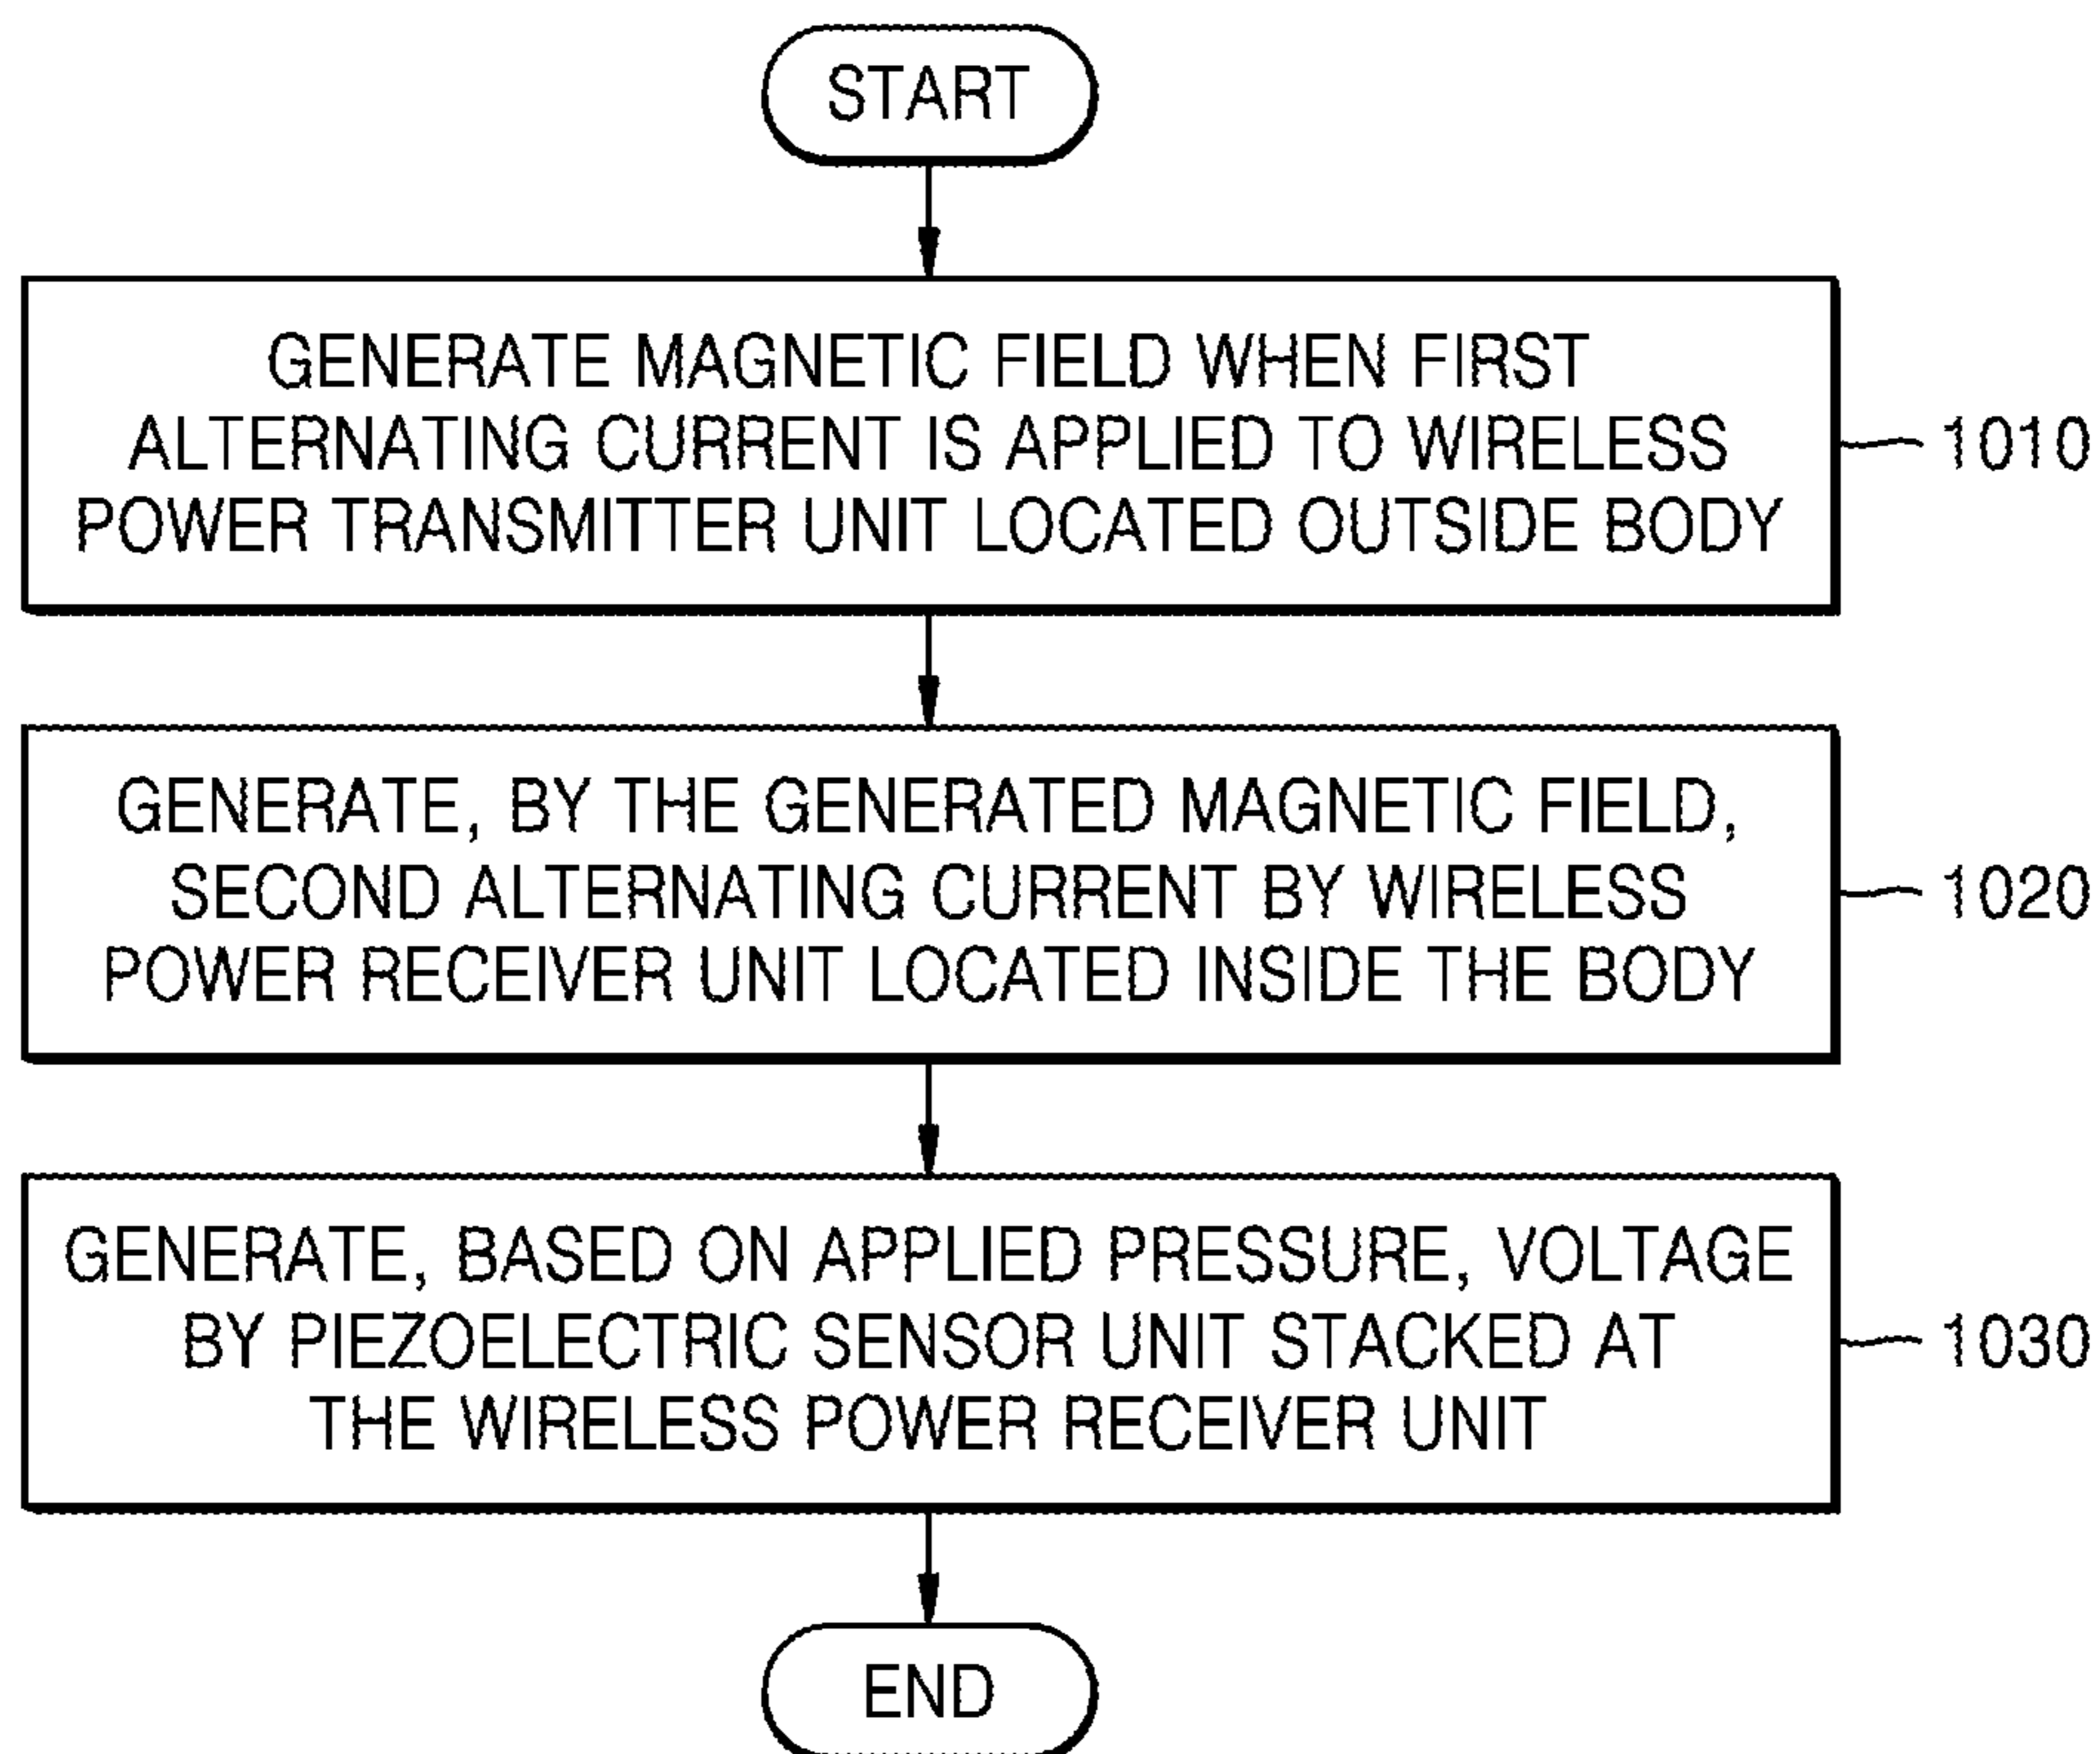 START
GENERATE MAGNETIC FIELD WHEN FIRST
ALTERNATING CURRENT IS APPLIED TO WIRELESS
POWER TRANSMITTER UNIT LOCATED OUTSIDE BODY
1010
GENERATE, BY THE GENERATED MAGNETIC FIELD,
SECOND ALTERNATING CURRENT BY WIRELESS
POWER RECEIVER UNIT LOCATED INSIDE THE BODY
1020
GENERATE, BASED ON APPLIED PRESSURE, VOLTAGE
BY PIEZOELECTRIC SENSOR UNIT STACKED AT
THE WIRELESS POWER RECEIVER UNIT
1030
END